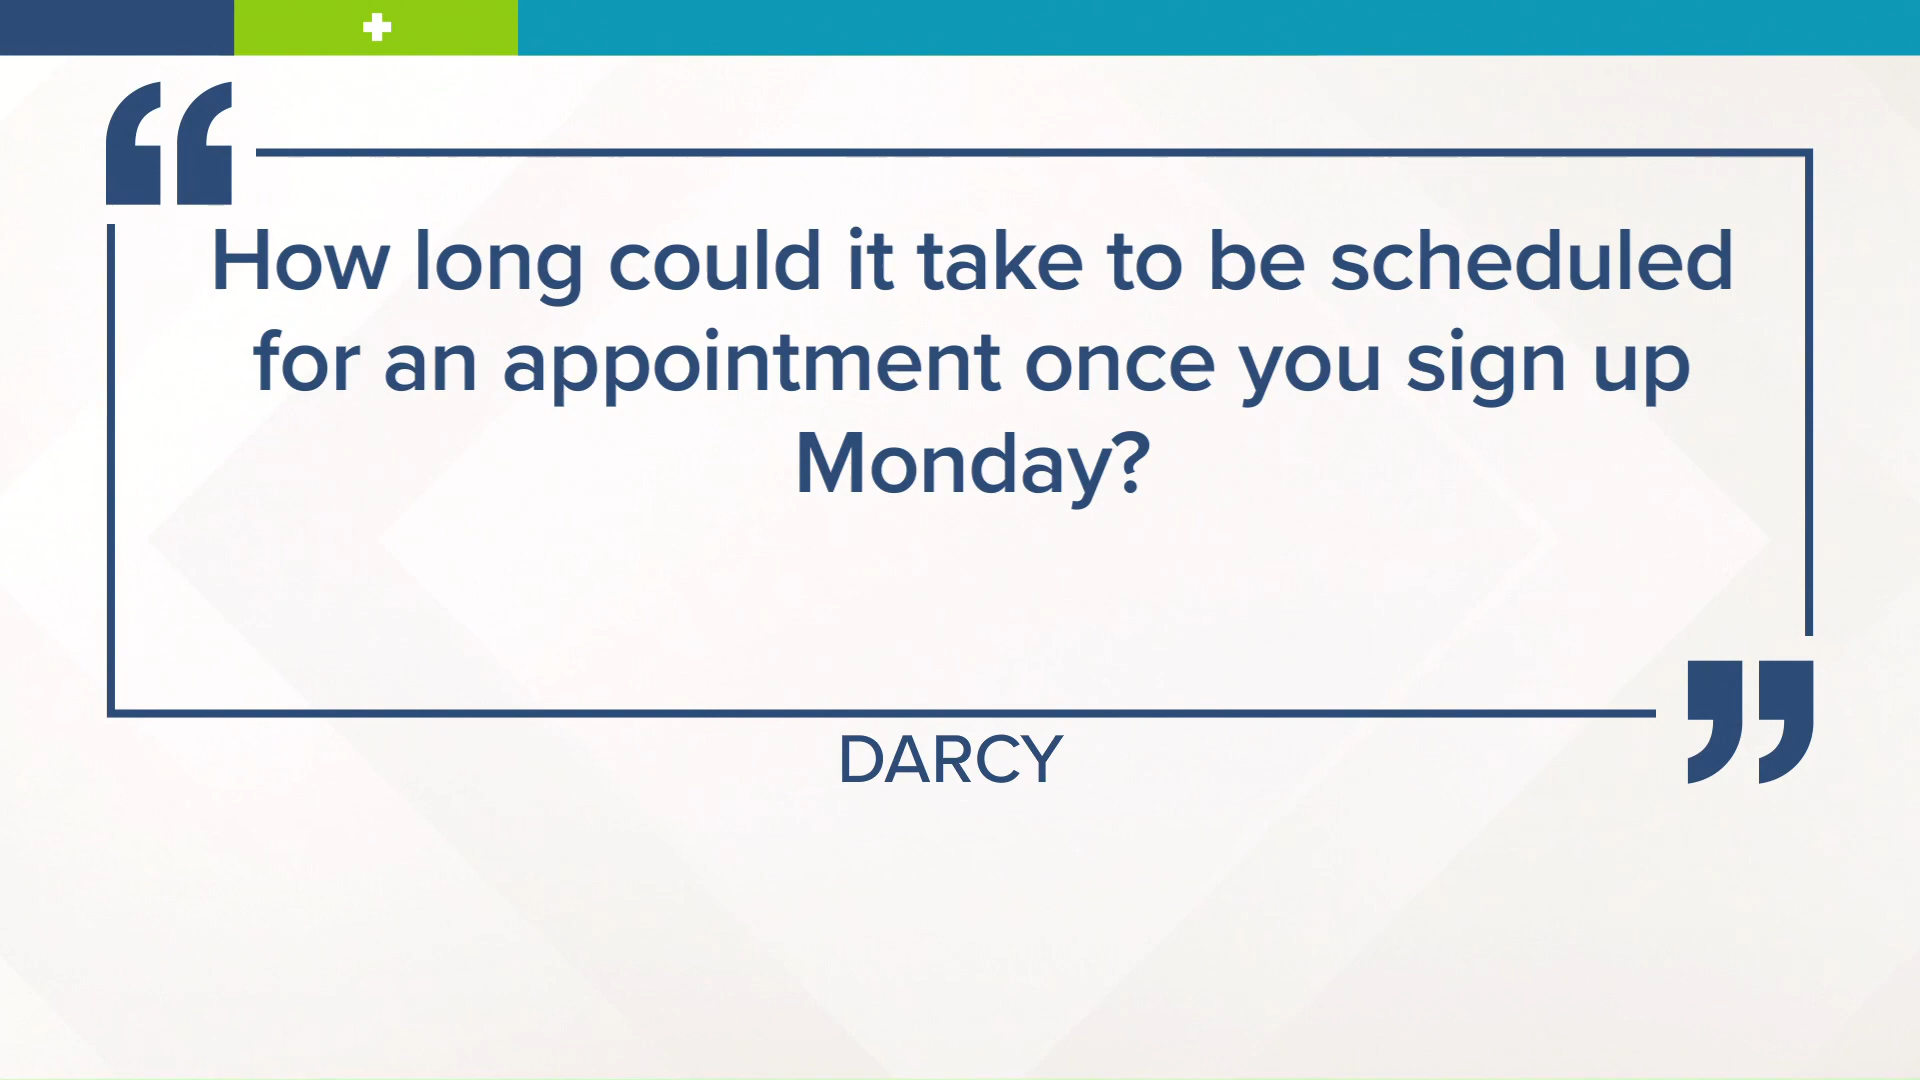 How long could it take to be scheduled
for an appointment once you sign up
Monday?
DARCY